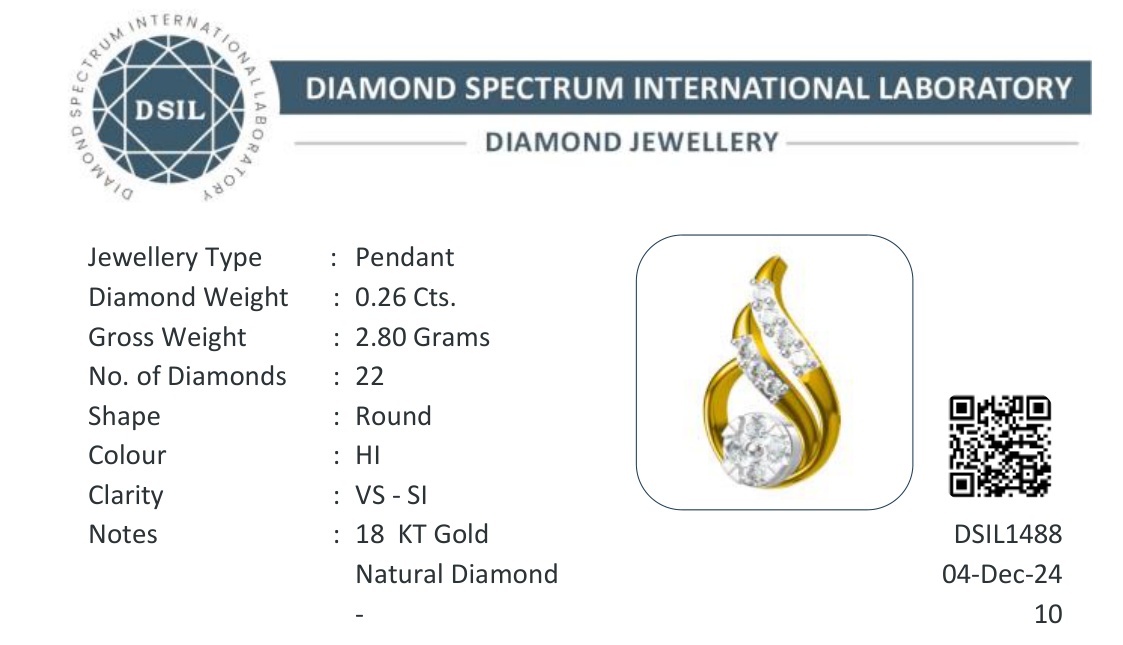 DIAMOND SPECTRUM INTERNATIONAL LABORATORY
DSIL
DIAMOND SPECTRUM INTERNATIONAL LABORATORY
DIAMOND JEWELLERY
Jewellery Type : Pendant
Diamond Weight : 0.26 Cts.
Gross Weight : 2.80 Grams
No. of Diamonds : 22
Shape : Round
Colour : HI
Clarity : VS - SI
Notes : 18 KT Gold DSIL1488
Natural Diamond 04-Dec-24
- 10